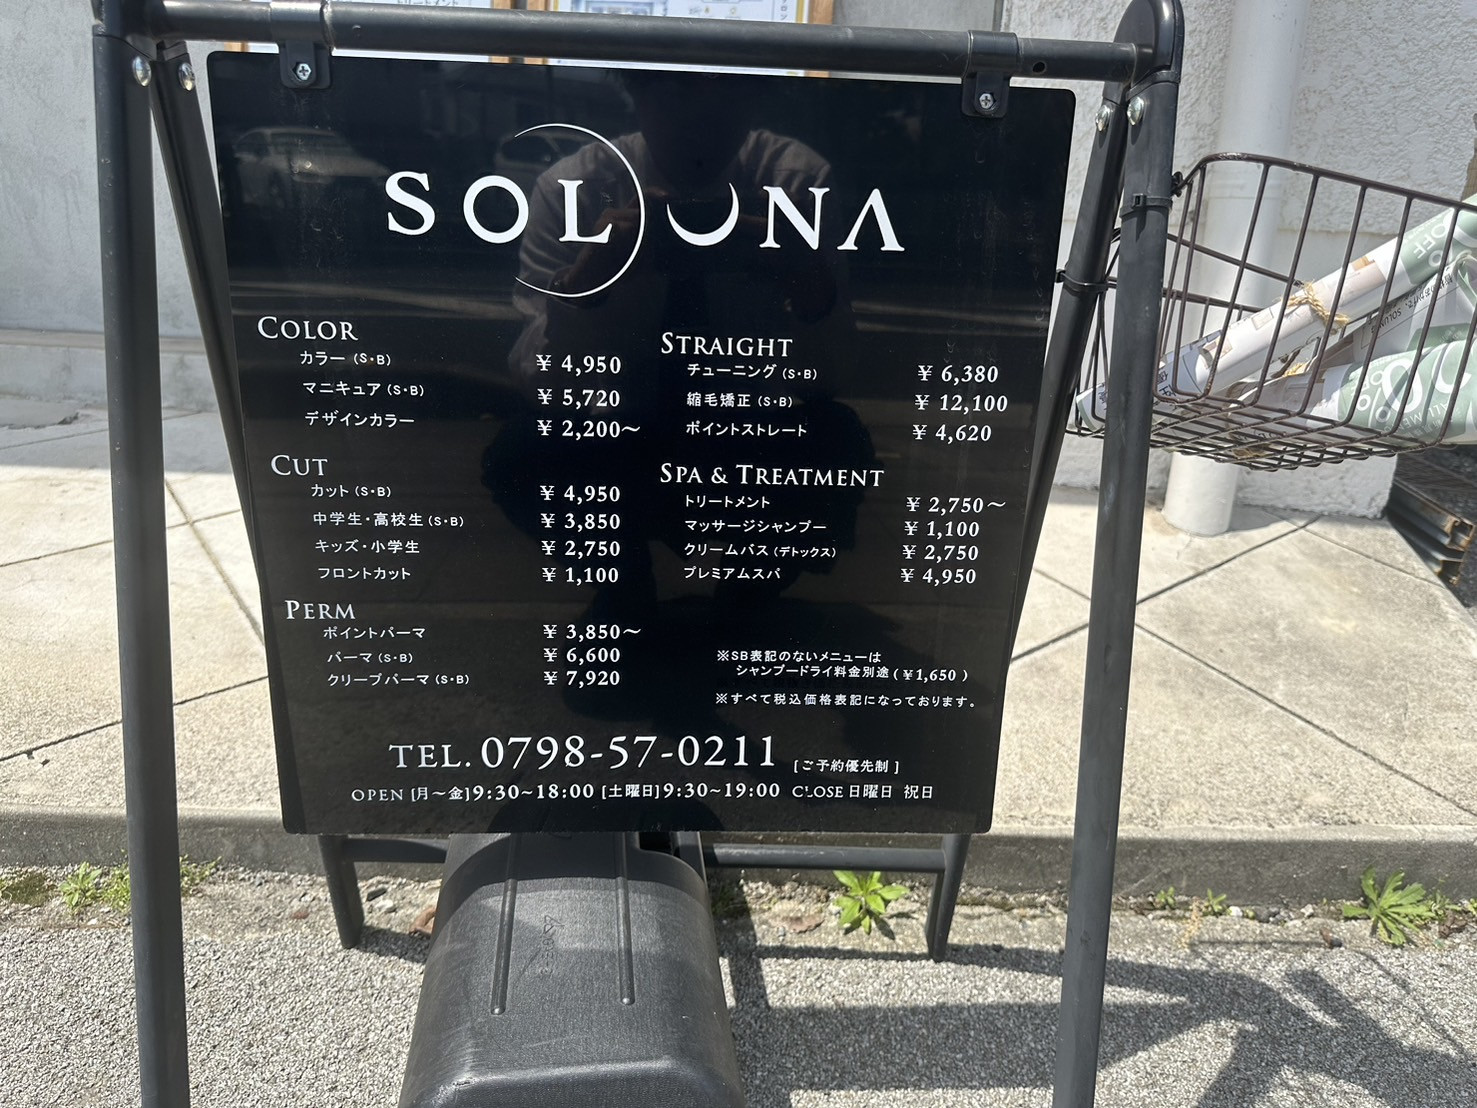 SOLUNA
COLOR
カラー (S・B) ¥ 4,950
マニキュア (S・B) ¥ 5,720
デザインカラー ¥ 2,200～
CUT
カット (S・B) ¥ 4,950
中学生・高校生 (S・B) ¥ 3,850
キッズ・小学生 ¥ 2,750
フロントカット ¥ 1,100
PERM
ポイントパーマ ¥ 3,850～
パーマ (S・B) ¥ 6,600
クリープパーマ (S・B) ¥ 7,920
STRAIGHT
チューニング (S・B) ¥ 6,380
縮毛矯正 (S・B) ¥ 12,100
ポイントストレート ¥ 4,620
SPA & TREATMENT
トリートメント ¥ 2,750～
マッサージシャンプー ¥ 1,100
クリームバス (デトックス) ¥ 2,750
プレミアムスパ ¥ 4,950
※SB表記のないメニューは
シャンプードライ料金別途 (¥1,650 )
※すべて税込価格表記になっております。
TEL. 0798-57-0211 [ご予約優先制]
OPEN [月～金]9:30~18:00 [土曜日]9:30~19:00 CLOSE 日曜日 祝日